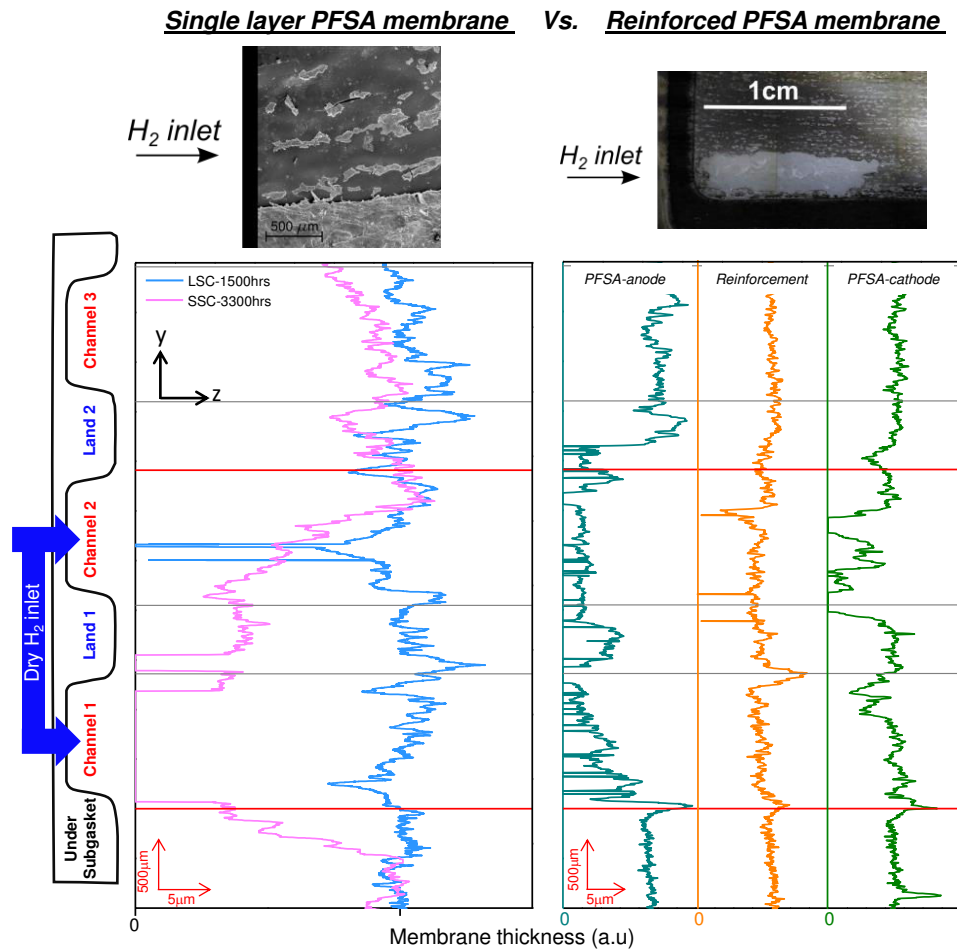 Single layer PFSA membrane Vs. Reinforced PFSA membrane
H2 inlet
500 µm
H2 inlet
1cm
LSC-1500hrs
SSC-3300hrs
y
z
PFSA-anode
Reinforcement
PFSA-cathode
Channel 3
Land 2
Channel 2
Land 1
Channel 1
Under
Subgasket
Dry H2 inlet
500µm
5µm
500µm
5µm
0
0
0
0
Membrane thickness (a.u)